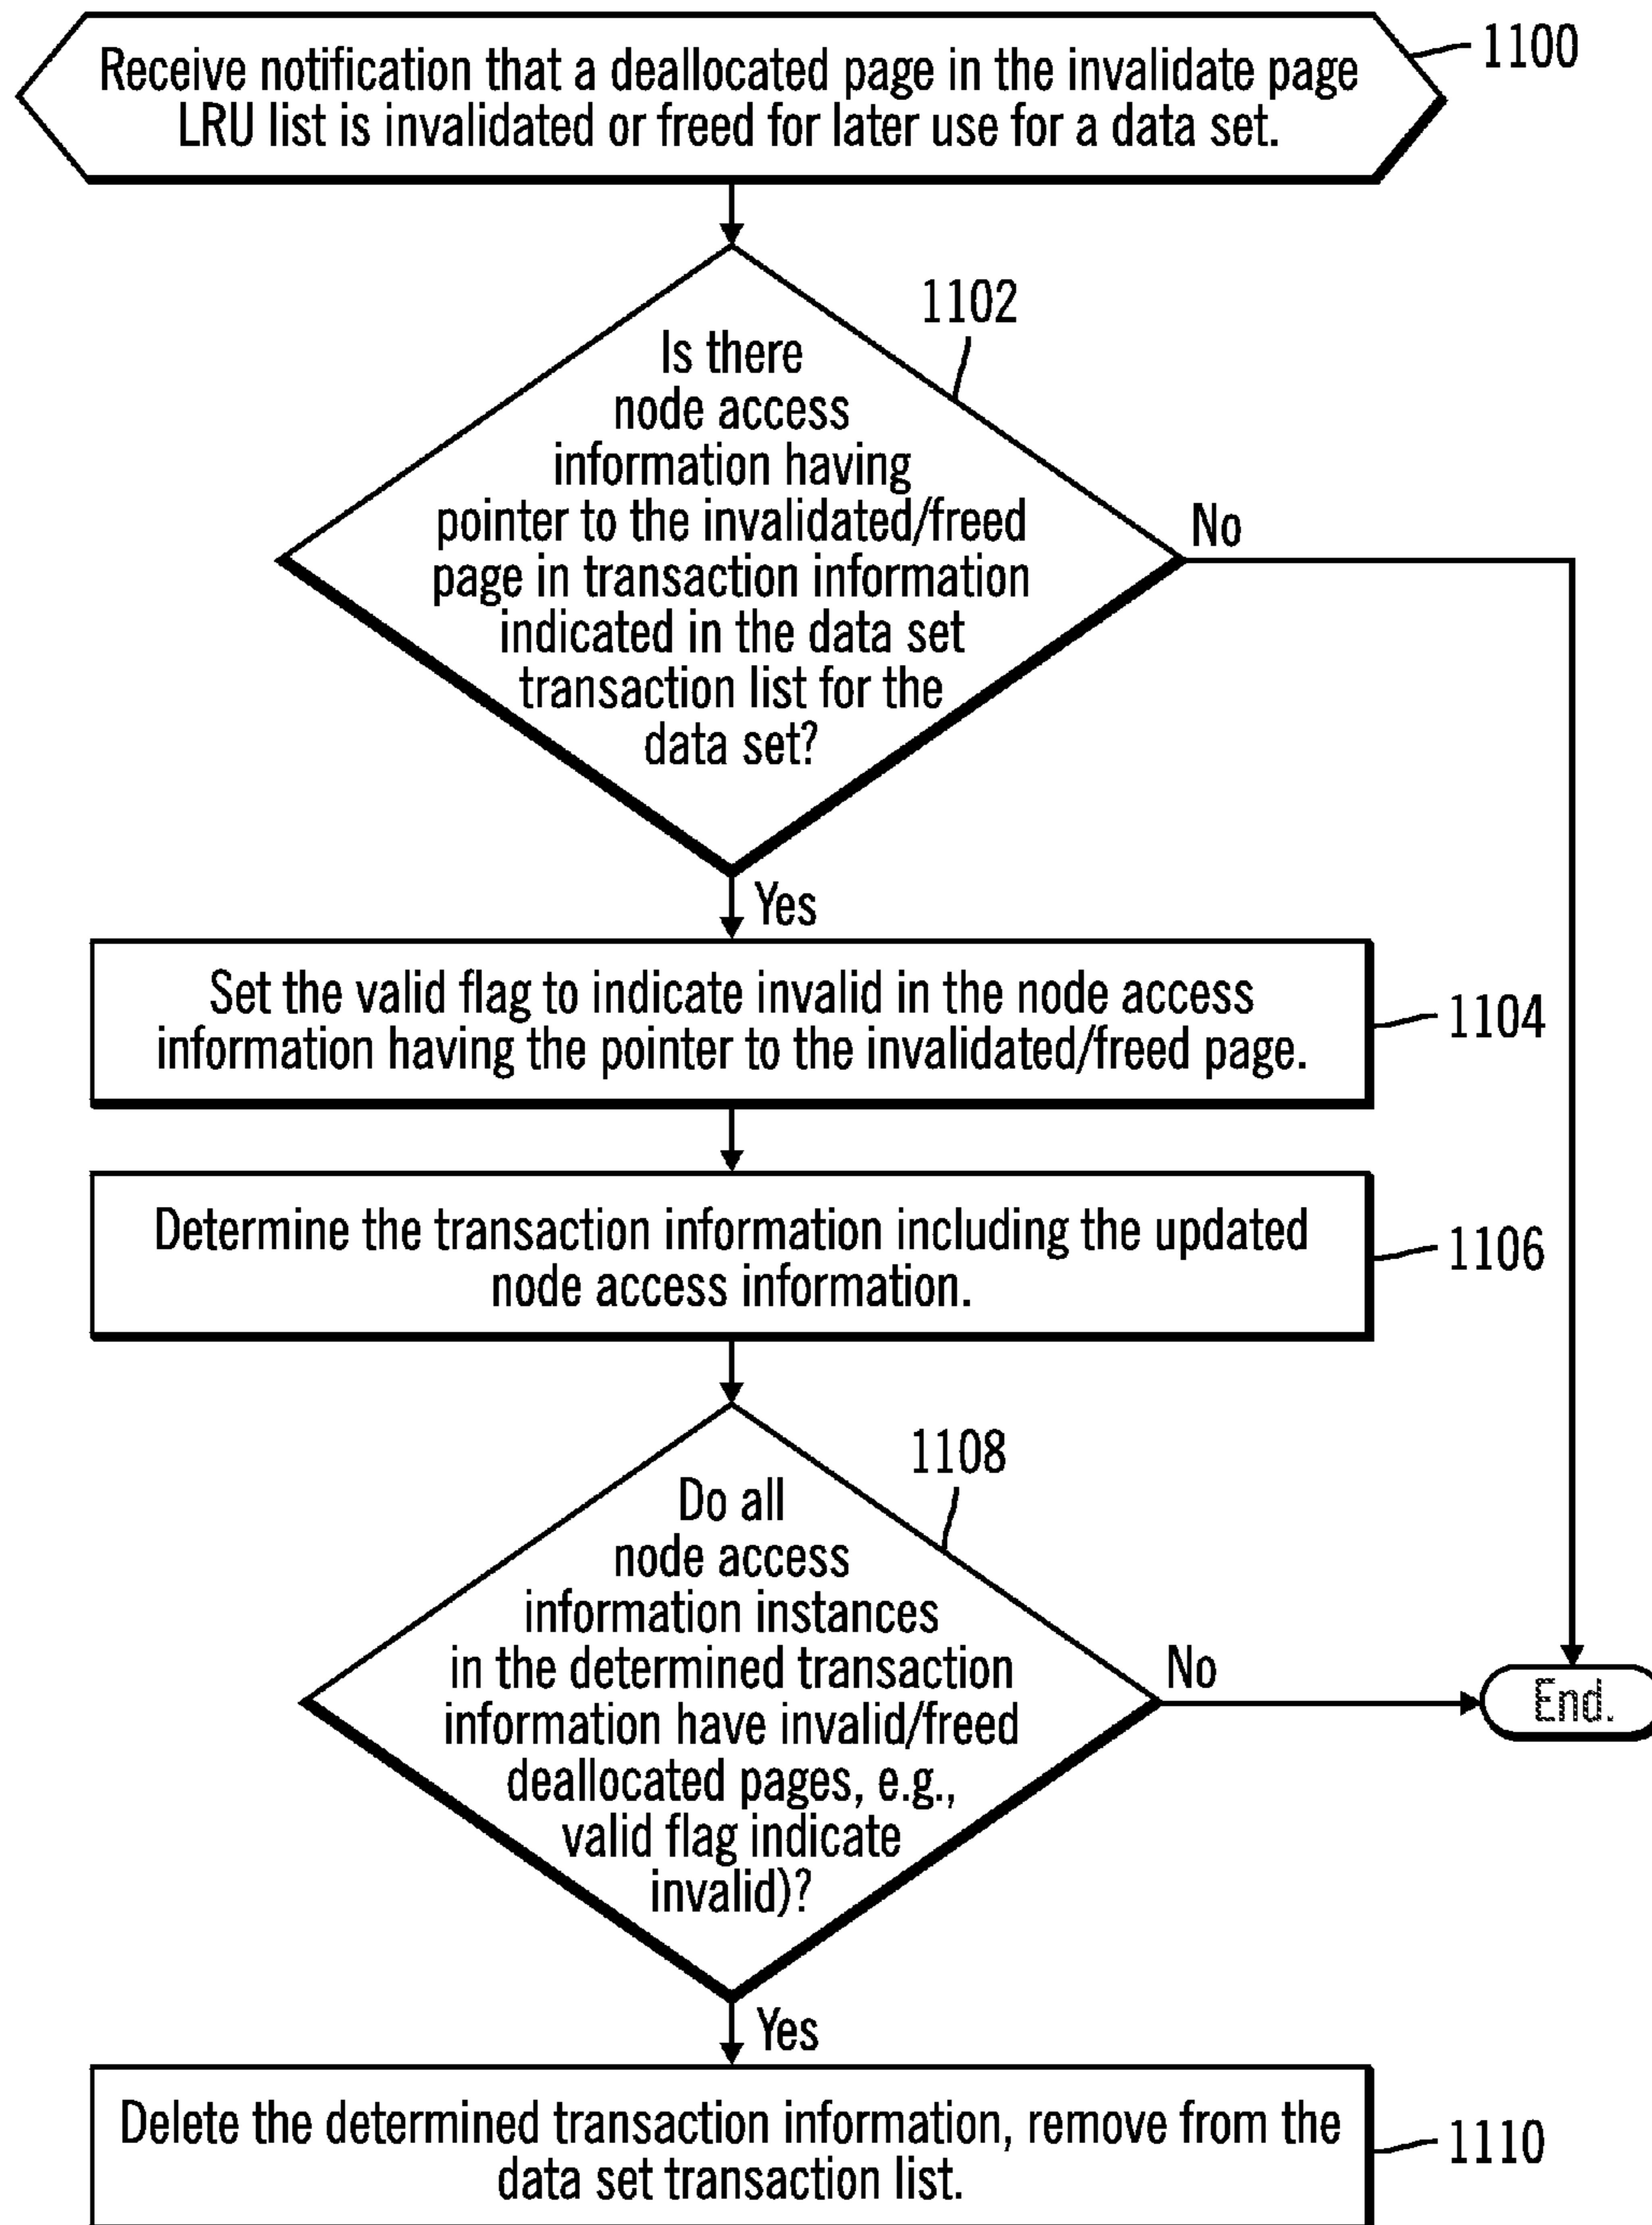 Receive notification that a deallocated page in the invalidate page
LRU list is invalidated or freed for later use for a data set.
1100
1102
Is there
node access
information having
pointer to the invalidated/freed
page in transaction information
indicated in the data set
transaction list for the
data set?
No
Yes
Set the valid flag to indicate invalid in the node access
information having the pointer to the invalidated/freed page.
1104
Determine the transaction information including the updated
node access information.
1106
1108
Do all
node access
information instances
in the determined transaction
information have invalid/freed
deallocated pages, e.g.,
valid flag indicate
invalid)?
No
End.
Yes
Delete the determined transaction information, remove from the
data set transaction list.
1110